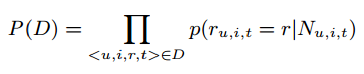 P(D) = ∏ p(r_{u,i,t} = r|N_{u,i,t})
<u,i,r,t>∈D